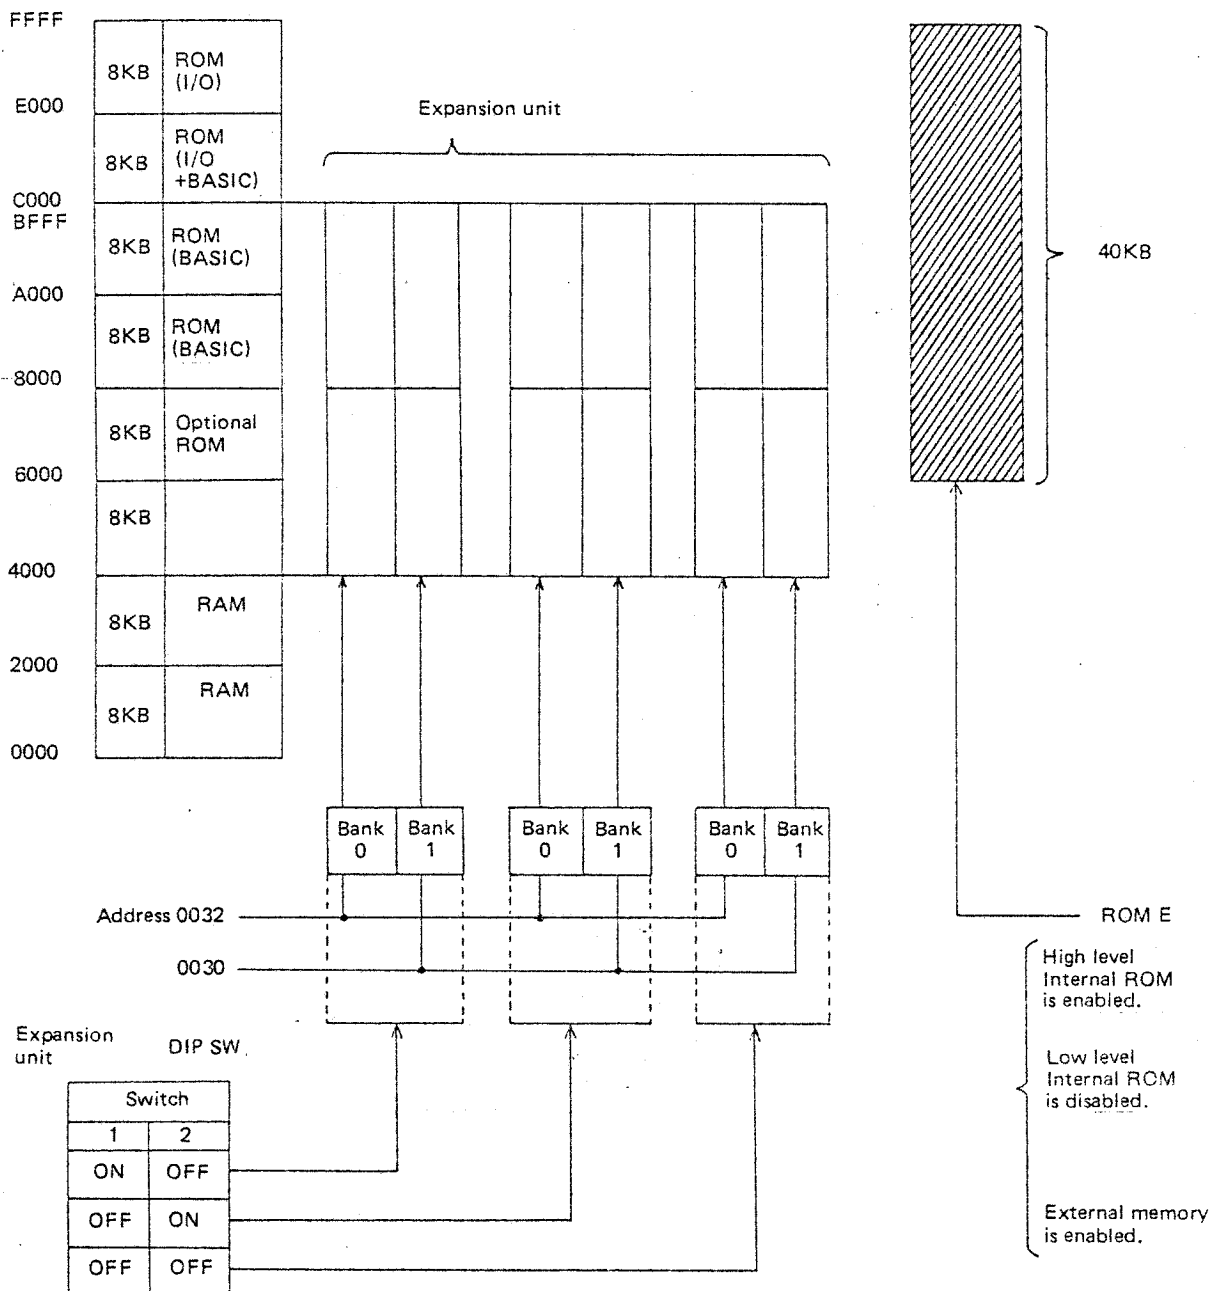 FFFF
8KB ROM
(I/O)
E000
Expansion unit
8KB ROM
(I/O
+BASIC)
C000
BFFF
8KB ROM
(BASIC)
40KB
A000
8KB ROM
(BASIC)
8000
8KB Optional
ROM
6000
8KB
4000
8KB RAM
2000
8KB RAM
0000
Bank 0 Bank 1 Bank 0 Bank 1 Bank 0 Bank 1
Address 0032
0030
ROM E
High level
Internal ROM
is enabled.
Low level
Internal ROM
is disabled.
External memory
is enabled.
Expansion
unit
DIP SW
Switch
1 2
ON OFF
OFF ON
OFF OFF